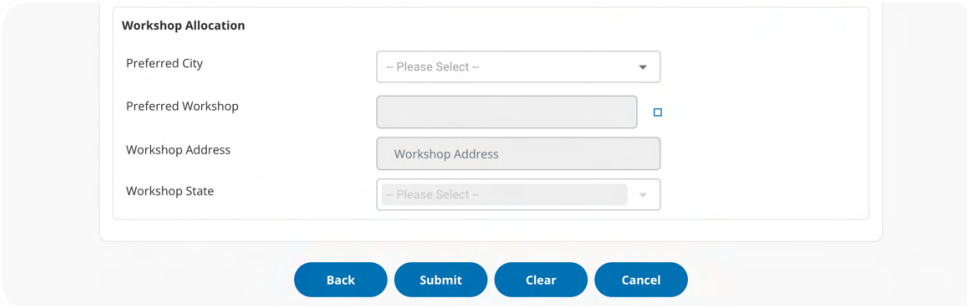 Workshop Allocation
Preferred City
-- Please Select --
Preferred Workshop
Workshop Address
Workshop Address
Workshop State
-- Please Select --
Back Submit Clear Cancel